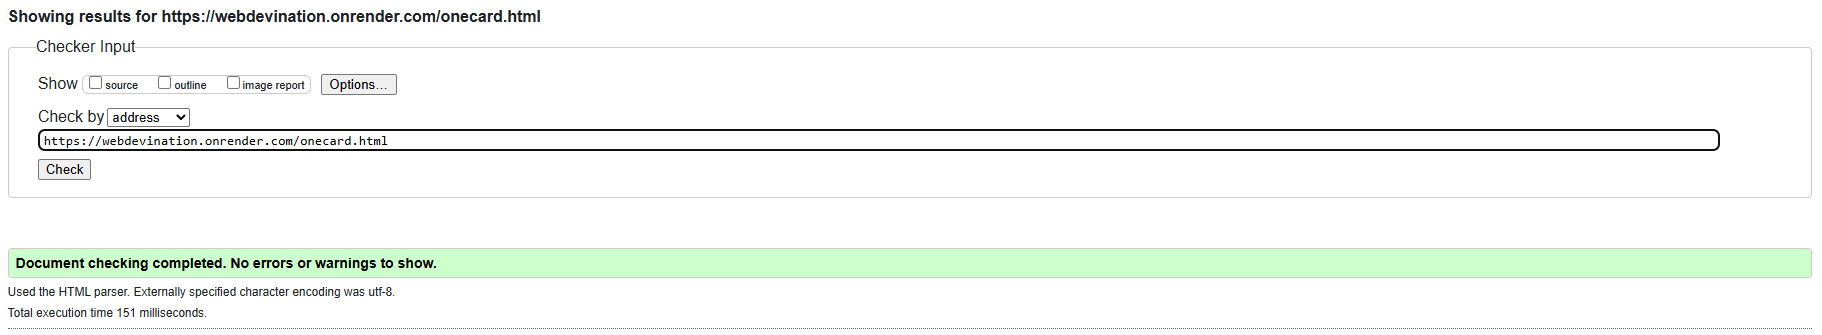 Showing results for https://webdevination.onrender.com/onecard.html
Checker Input
Show source outline image report Options...
Check by address
https://webdevination.onrender.com/onecard.html
Check
Document checking completed. No errors or warnings to show.
Used the HTML parser. Externally specified character encoding was utf-8.
Total execution time 151 milliseconds.